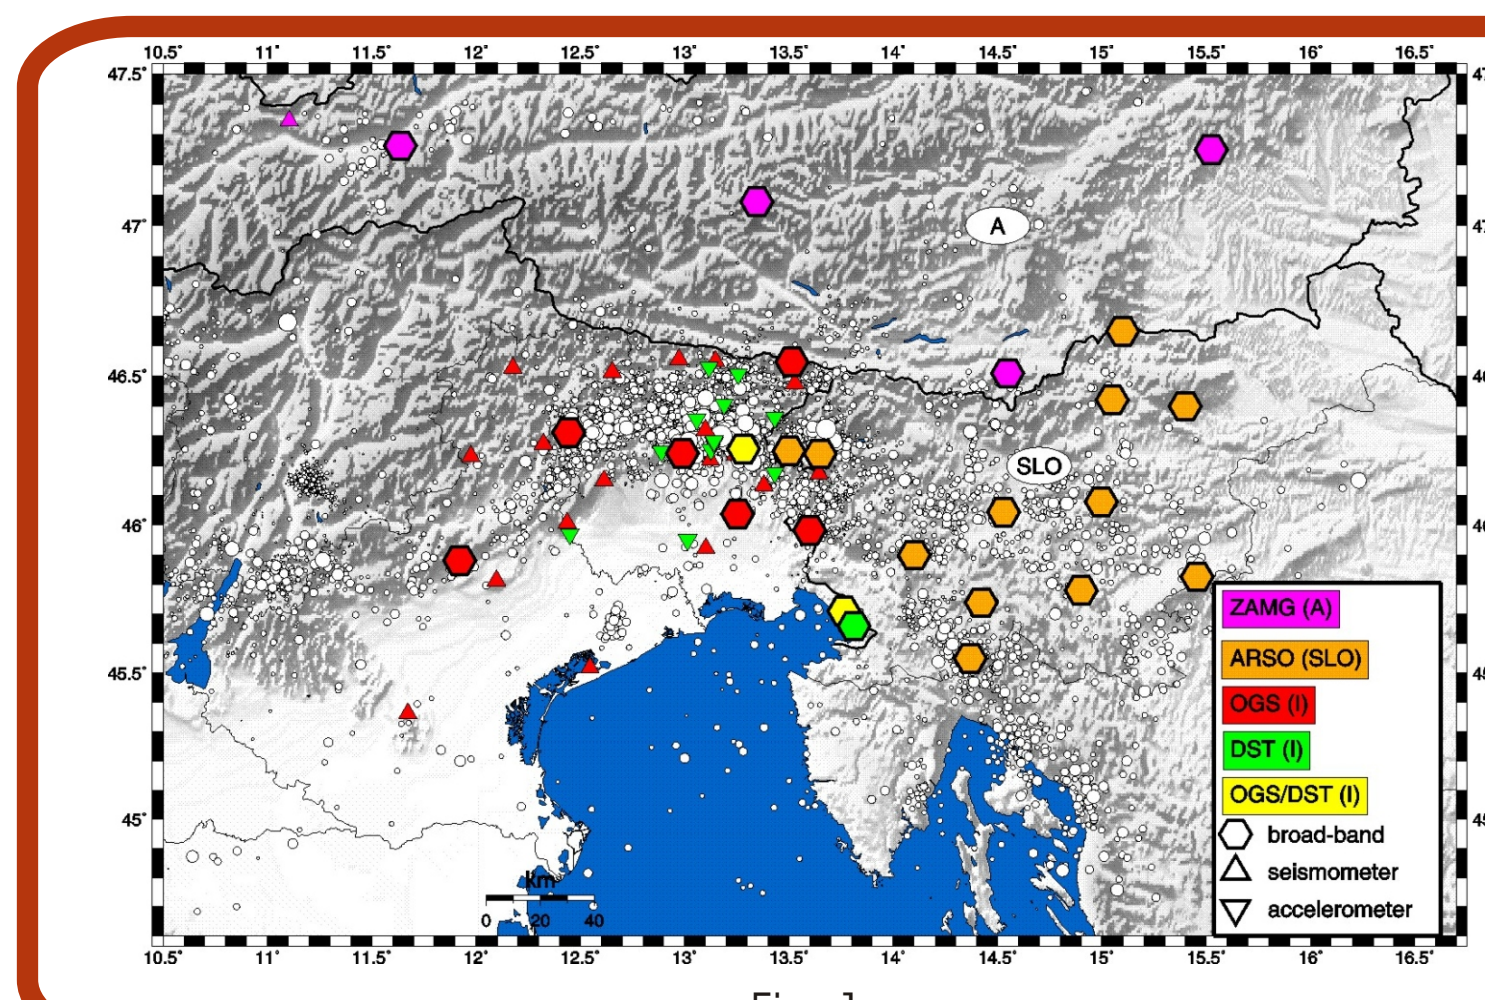 10.5° 11° 11.5° 12° 12.5° 13° 13.5° 14° 14.5° 15° 15.5° 16° 16.5°
47.5°
47°
A
46.5°
SLO
46°
45.5°
45°
ZAMG (A)
ARSO (SLO)
OGS (I)
DST (I)
OGS/DST (I)
broad-band
seismometer
accelerometer
km
0 20 40
10.5° 11° 11.5° 12° 12.5° 13° 13.5° 14° 14.5° 15° 15.5° 16° 16.5°